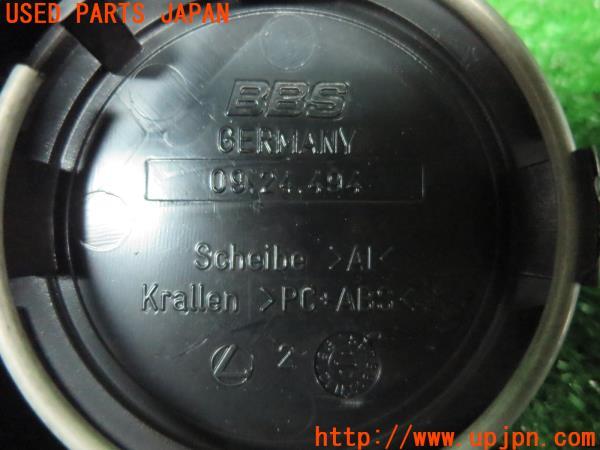 USED PARTS JAPAN
BBS
GERMANY
09.24.494
Scheibe >Al<
Krallen >PC+ABS<
2
http://www.upjpn.com